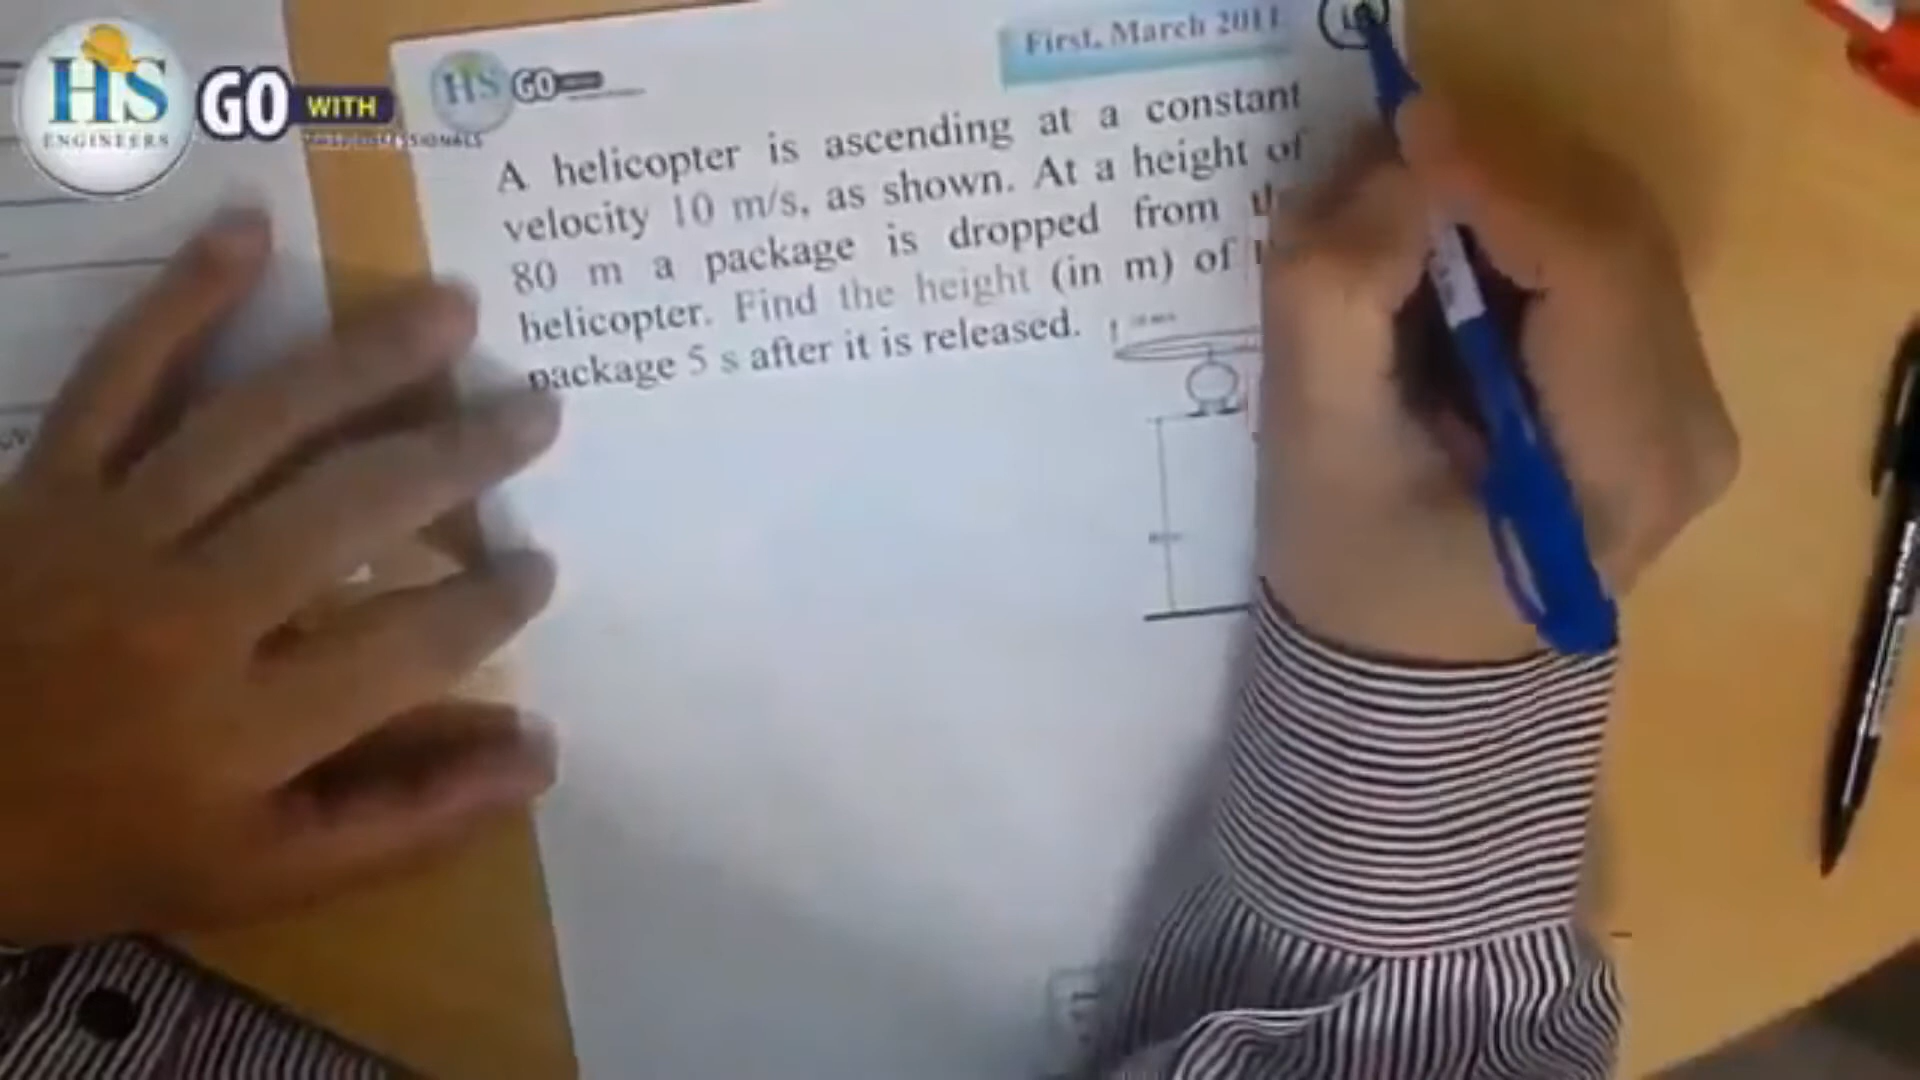 HS
ENGINEERS
GO WITH
HS GO
First, March 2011
A helicopter is ascending at a constant
velocity 10 m/s, as shown. At a height of
80 m a package is dropped from
helicopter. Find the height (in m) of
package 5 s after it is released.